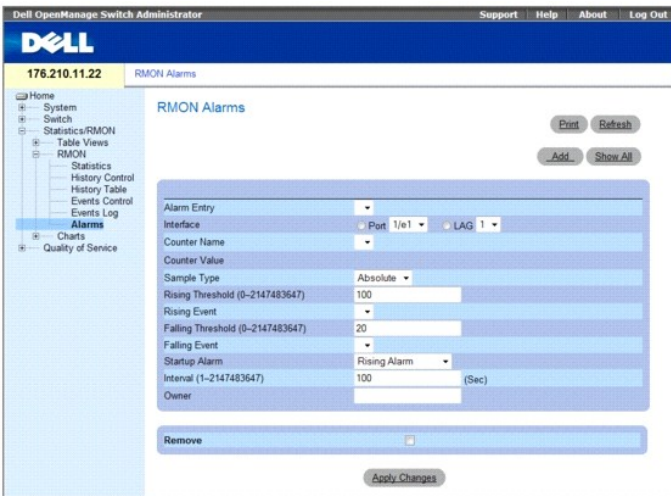 Dell OpenManage Switch Administrator Support Help About Log Out
DELL
176.210.11.22 RMON Alarms
Home
System
Switch
Statistics/RMON
Table Views
RMON
Statistics
History Control
History Table
Events Control
Events Log
Alarms
Charts
Quality of Service
RMON Alarms
Print Refresh
Add Show All
Alarm Entry
Interface Port 1/e1 LAG 1
Counter Name
Counter Value
Sample Type Absolute
Rising Threshold (0–2147483647) 100
Rising Event
Falling Threshold (0–2147483647) 20
Falling Event
Startup Alarm Rising Alarm
Interval (1–2147483647) 100 (Sec)
Owner
Remove
Apply Changes